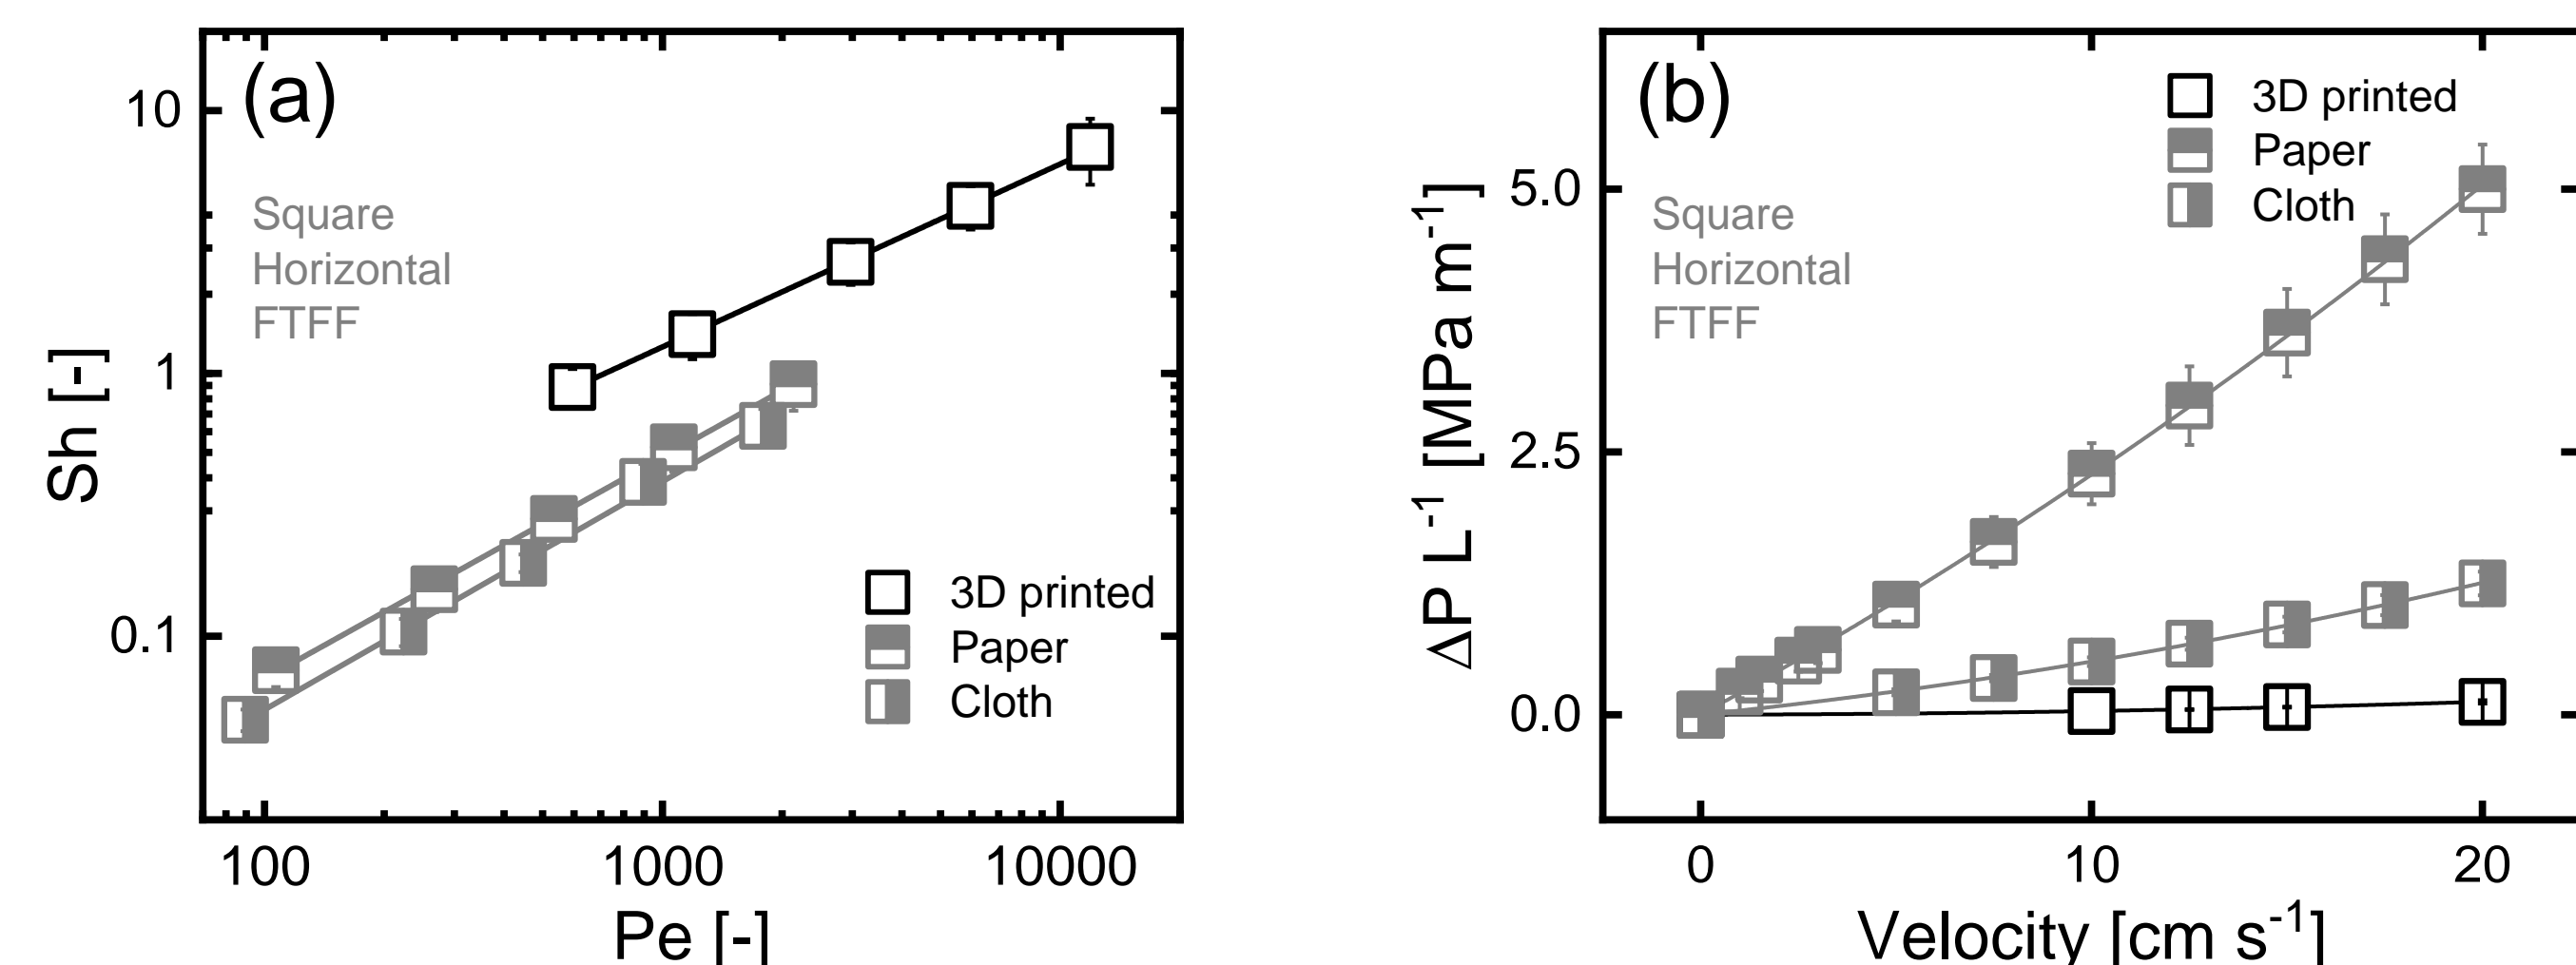 (a)
Square
Horizontal
FTFF
3D printed
Paper
Cloth
10
1
0.1
Sh [-]
100 1000 10000
Pe [-]
(b)
3D printed
Paper
Cloth
Square
Horizontal
FTFF
5.0
2.5
0.0
ΔP L⁻¹ [MPa m⁻¹]
0 10 20
Velocity [cm s⁻¹]